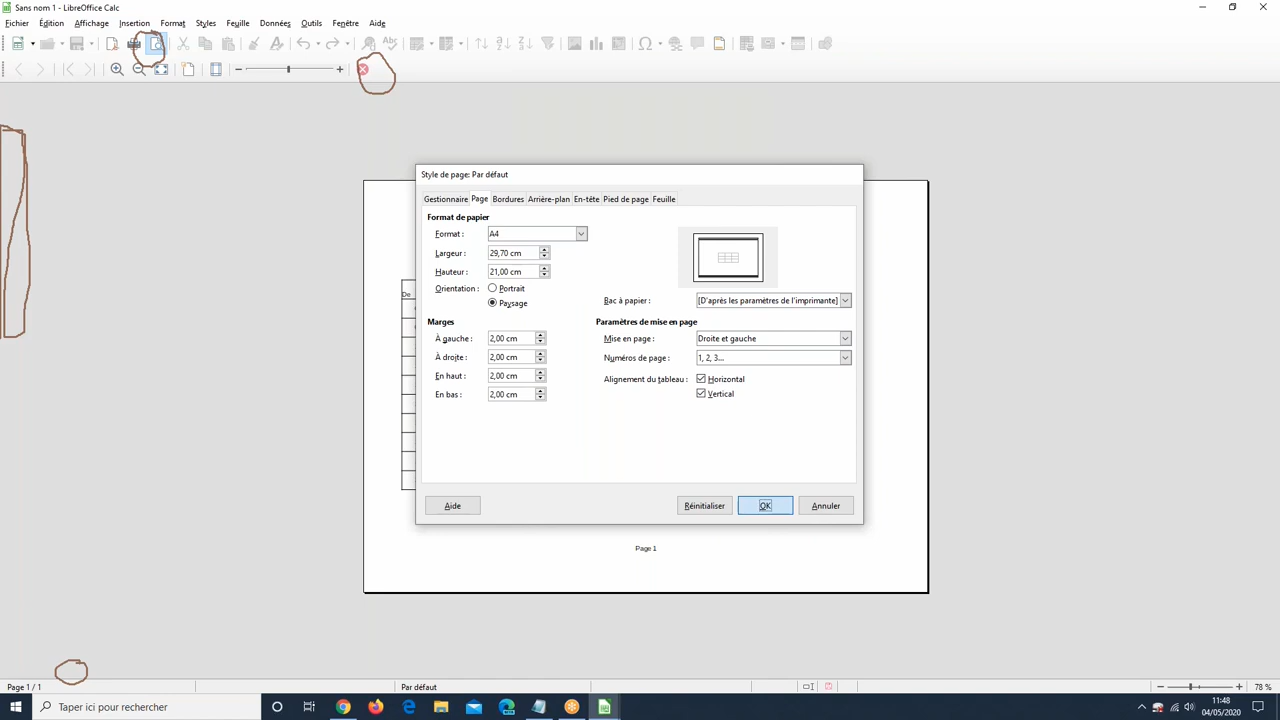 Sans nom 1 - LibreOffice Calc
Fichier Édition Affichage Insertion Format Styles Feuille Données Outils Fenêtre Aide
Style de page: Par défaut
Gestionnaire Page Bordures Arrière-plan En-tête Pied de page Feuille
Format de papier
Format : A4
Largeur : 29,70 cm
Hauteur : 21,00 cm
Orientation : Portrait
Paysage
Bac à papier : [D'après les paramètres de l'imprimante]
Marges
À gauche : 2,00 cm
À droite : 2,00 cm
En haut : 2,00 cm
En bas : 2,00 cm
Paramètres de mise en page
Mise en page : Droite et gauche
Numéros de page : 1, 2, 3...
Alignement du tableau : Horizontal
Vertical
De
Aide Réinitialiser OK Annuler
Page 1
Page 1 / 1 Par défaut 78 %
Taper ici pour rechercher
11:48
04/05/2020